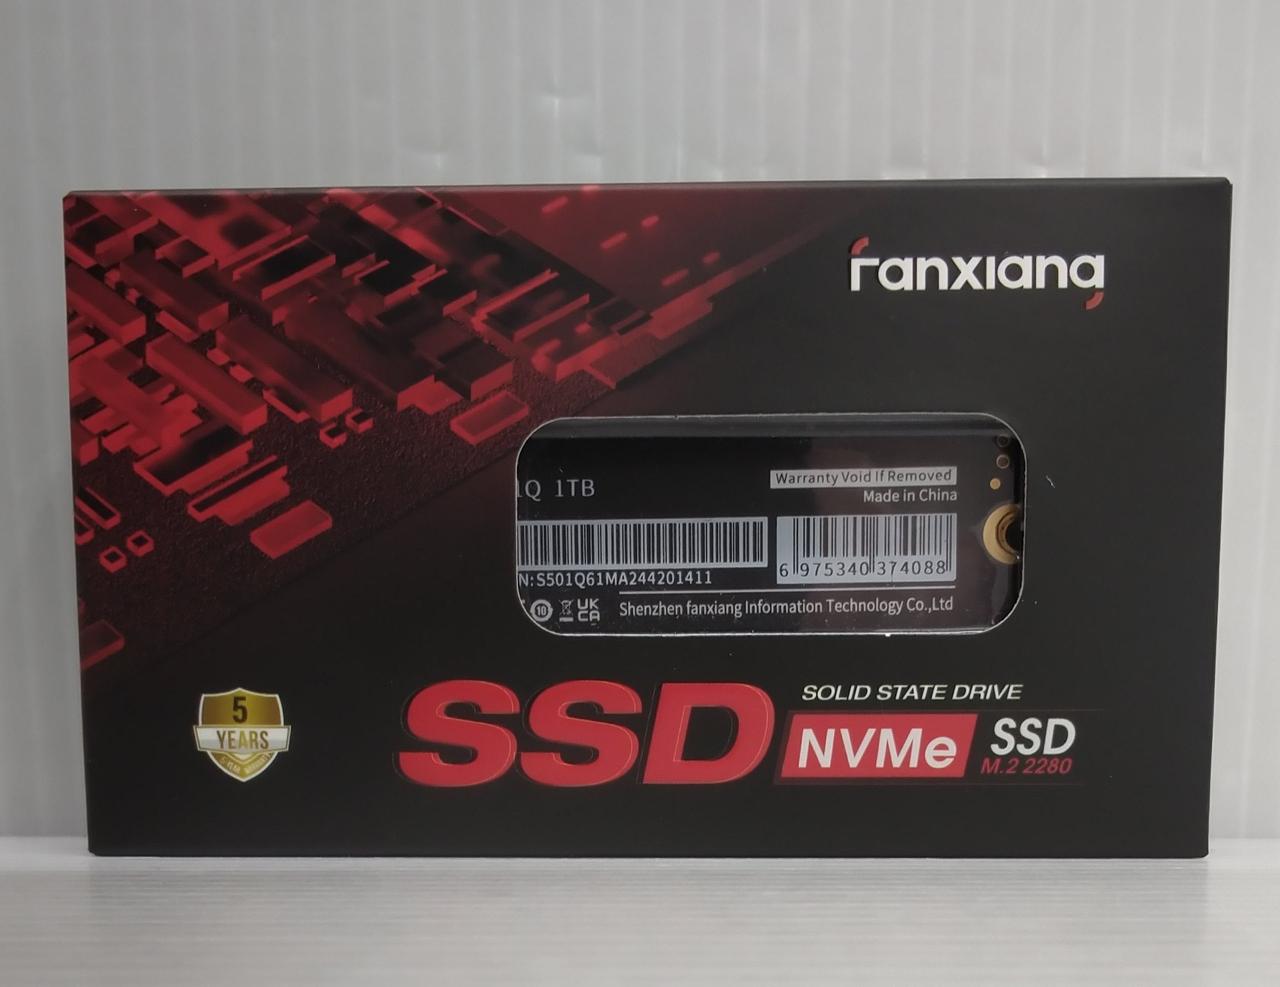 fanxiang
1Q 1TB
Warranty Void If Removed
Made in China
N:S501Q61MA244201411
6 975340 374088
10
UK
CA
Shenzhen fanxiang Information Technology Co.,Ltd
5
YEARS
SSD
SOLID STATE DRIVE
NVMe
SSD
M.2 2280